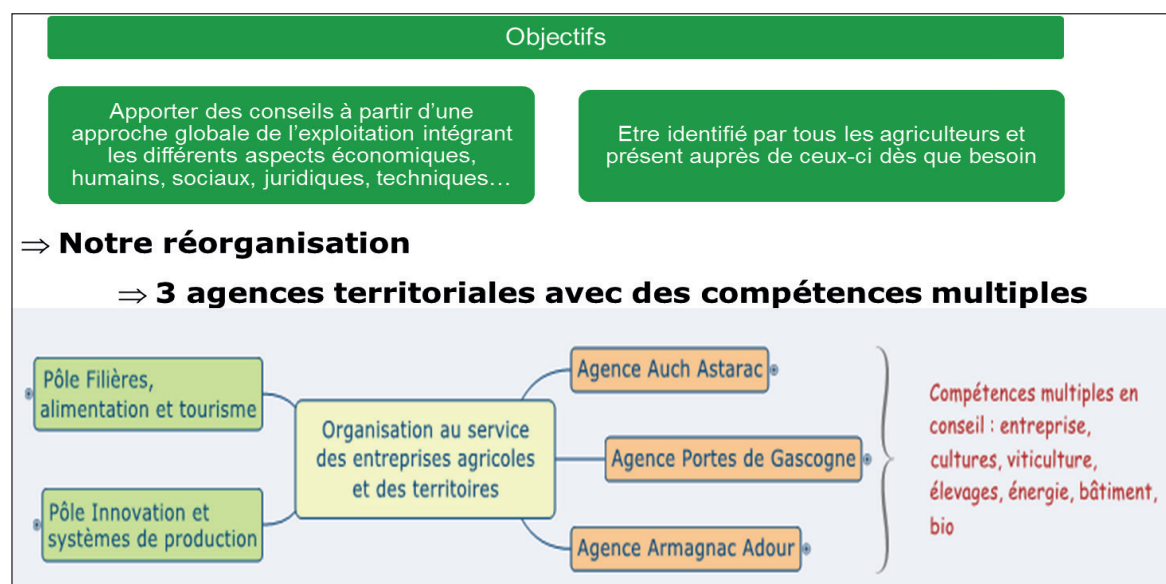 Objectifs
Apporter des conseils à partir d’une
approche globale de l’exploitation intégrant
les différents aspects économiques,
humains, sociaux, juridiques, techniques…
Etre identifié par tous les agriculteurs et
présent auprès de ceux-ci dès que besoin
⇒ Notre réorganisation
⇒ 3 agences territoriales avec des compétences multiples
Pôle Filières,
alimentation et tourisme
Pôle Innovation et
systèmes de production
Organisation au service
des entreprises agricoles
et des territoires
Agence Auch Astarac
Agence Portes de Gascogne
Agence Armagnac Adour
Compétences multiples en
conseil : entreprise,
cultures, viticulture,
élevages, énergie, bâtiment,
bio